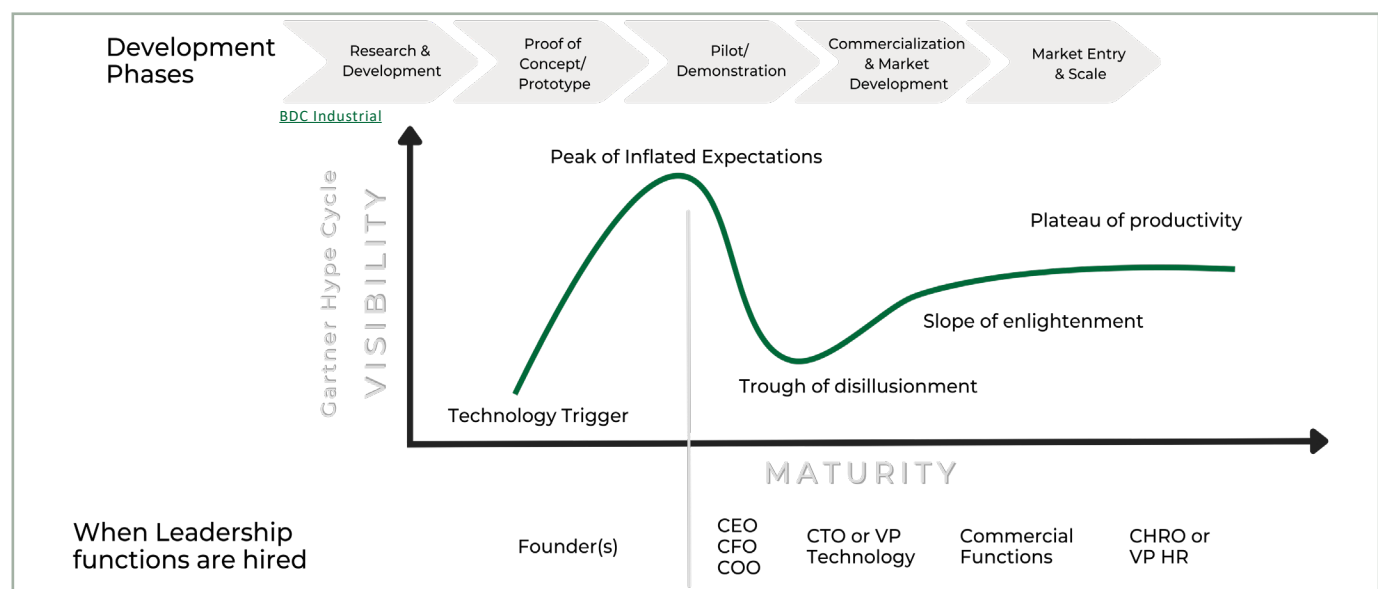 Development
Phases
Research &
Development
Proof of
Concept/
Prototype
Pilot/
Demonstration
Commercialization
& Market
Development
Market Entry
& Scale
BDC Industrial
Gartner Hype Cycle
VISIBILITY
Peak of Inflated Expectations
Plateau of productivity
Slope of enlightenment
Trough of disillusionment
Technology Trigger
MATURITY
When Leadership
functions are hired
Founder(s)
CEO
CFO
COO
CTO or VP
Technology
Commercial
Functions
CHRO or
VP HR